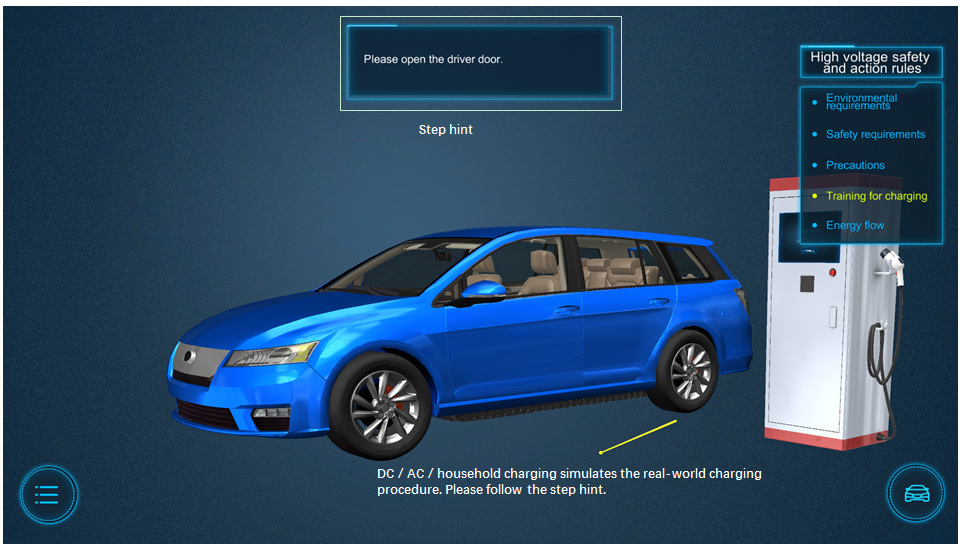 Please open the driver door.
Step hint
High voltage safety
and action rules
Environmental
requirements
Safety requirements
Precautions
Training for charging
Energy flow
DC / AC / household charging simulates the real-world charging
procedure. Please follow the step hint.